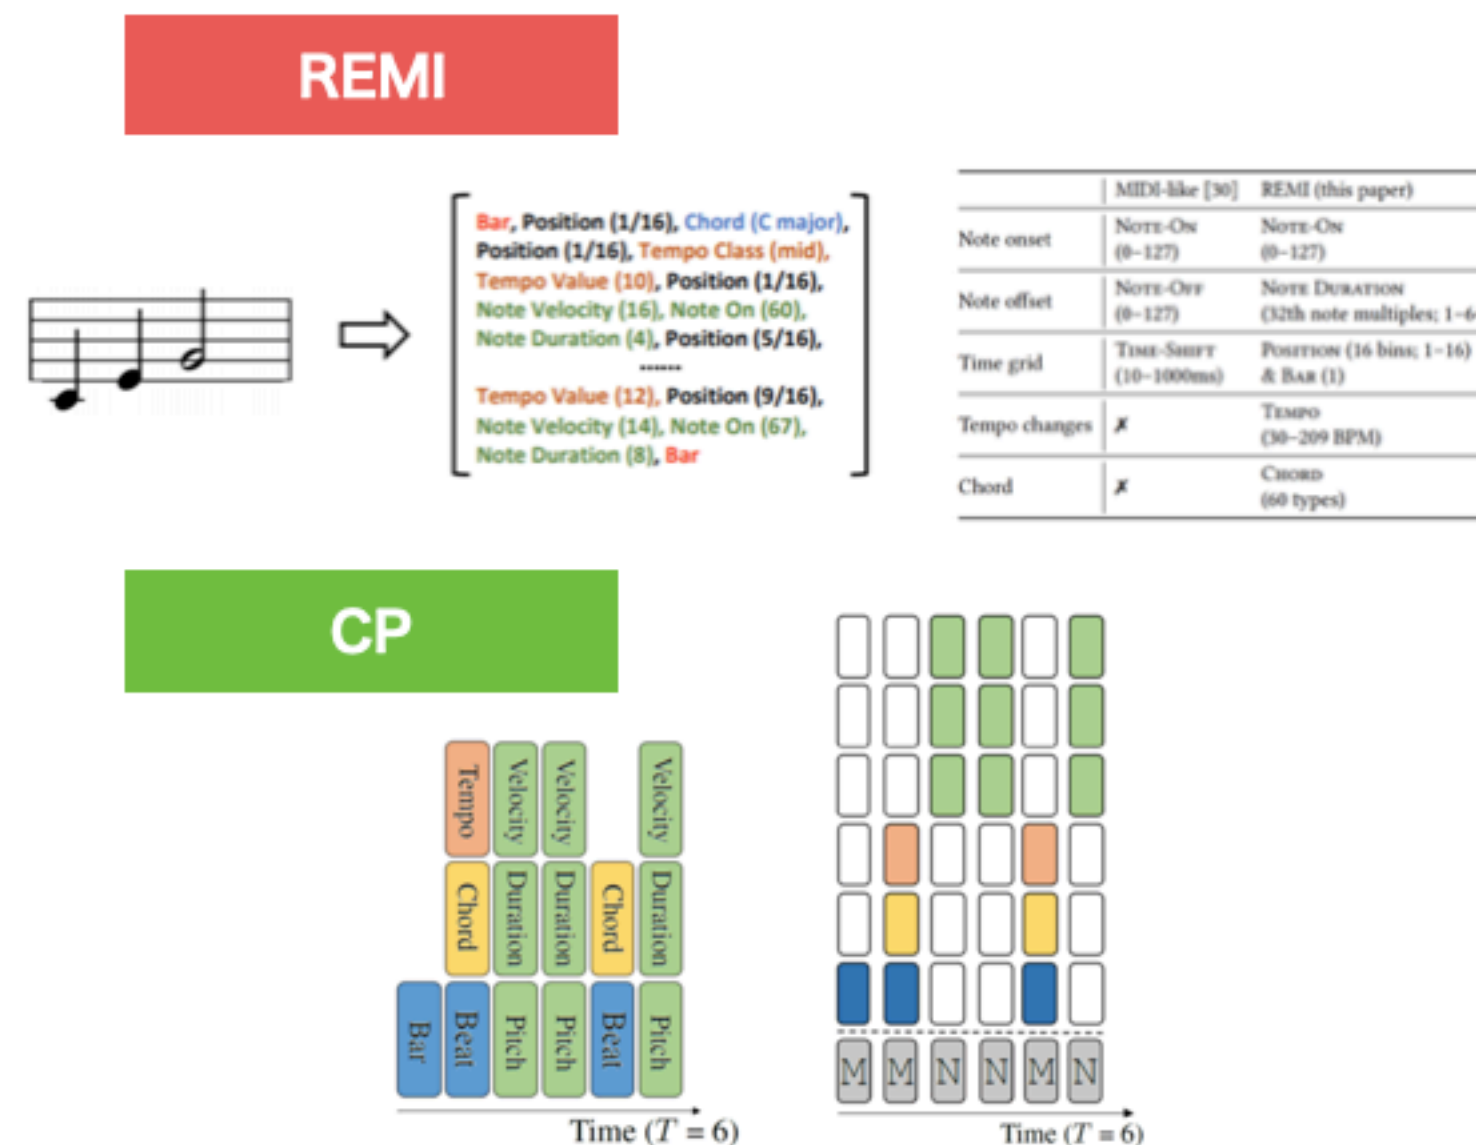 REMI
Bar, Position (1/16), Chord (C major),
Position (1/16), Tempo Class (mid),
Tempo Value (10), Position (1/16),
Note Velocity (16), Note On (60),
Note Duration (4), Position (5/16),
......
Tempo Value (12), Position (9/16),
Note Velocity (14), Note On (67),
Note Duration (8), Bar
MIDI-like [30] REMI (this paper)
Note onset NOTE-ON NOTE-ON
(0–127) (0–127)
Note offset NOTE-OFF NOTE DURATION
(0–127) (32th note multiples; 1–6
Time grid TIME-SHIFT POSITION (16 bins; 1–16)
(10–1000ms) & BAR (1)
Tempo changes ✗ TEMPO
(30–209 BPM)
Chord ✗ CHORD
(60 types)
CP
Tempo Velocity Velocity Velocity
Chord Duration Duration Chord Duration
Bar Beat Pitch Pitch Beat Pitch
Time (T = 6)
M M N N M N
Time (T = 6)